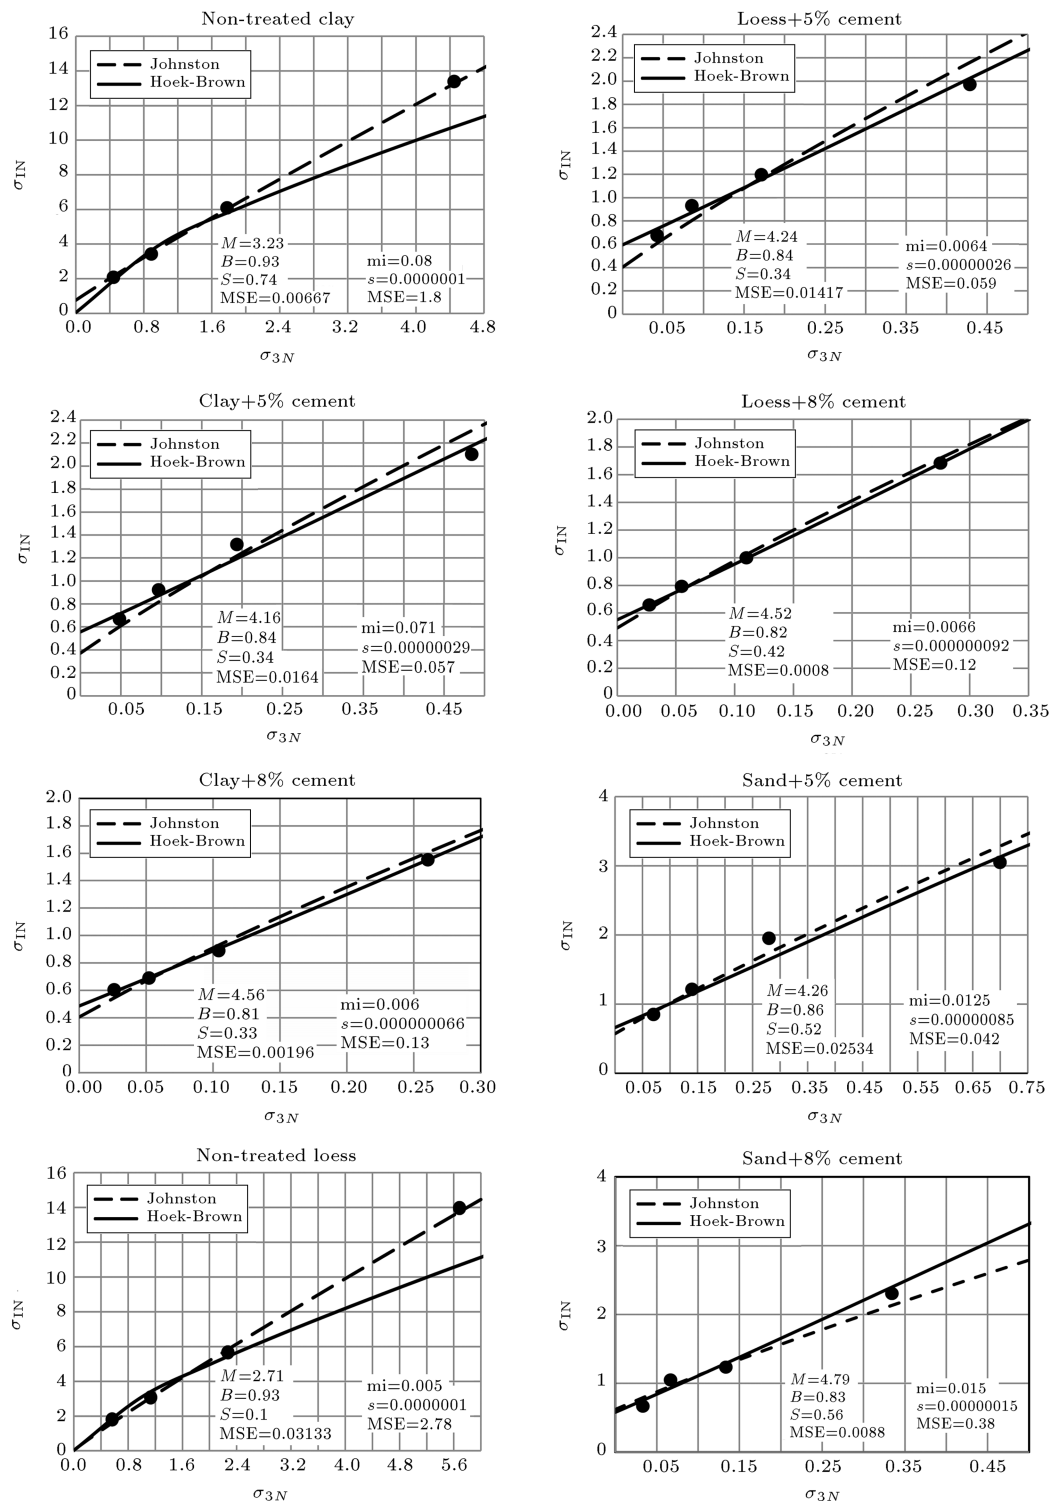 Non-treated clay
16
14
12
10
8
6
4
2
0
Johnston
Hoek-Brown
M=3.23
B=0.93
S=0.74
MSE=0.00667
mi=0.08
s=0.0000001
MSE=1.8
0.0 0.8 1.6 2.4 3.2 4.0 4.8
σIN
σ3N
Loess+5% cement
2.4
2.2
2.0
1.8
1.6
1.4
1.2
1.0
0.8
0.6
0.4
0.2
0
Johnston
Hoek-Brown
M=4.24
B=0.84
S=0.34
MSE=0.01417
mi=0.0064
s=0.00000026
MSE=0.059
0.05 0.15 0.25 0.35 0.45
σIN
σ3N
Clay+5% cement
2.4
2.2
2.0
1.8
1.6
1.4
1.2
1.0
0.8
0.6
0.4
0.2
0
Johnston
Hoek-Brown
M=4.16
B=0.84
S=0.34
MSE=0.0164
mi=0.071
s=0.00000029
MSE=0.057
0.05 0.15 0.25 0.35 0.45
σIN
σ3N
Loess+8% cement
2.0
1.8
1.6
1.4
1.2
1.0
0.8
0.6
0.4
0.2
0
Johnston
Hoek-Brown
M=4.52
B=0.82
S=0.42
MSE=0.0008
mi=0.0066
s=0.000000092
MSE=0.12
0.00 0.05 0.10 0.15 0.20 0.25 0.30 0.35
σIN
σ3N
Clay+8% cement
2.0
1.8
1.6
1.4
1.2
1.0
0.8
0.6
0.4
0.2
0
Johnston
Hoek-Brown
M=4.56
B=0.81
S=0.33
MSE=0.00196
mi=0.006
s=0.000000066
MSE=0.13
0.00 0.05 0.10 0.15 0.20 0.25 0.30
σIN
σ3N
Sand+5% cement
4
3
2
1
0
Johnston
Hoek-Brown
M=4.26
B=0.86
S=0.52
MSE=0.02534
mi=0.0125
s=0.00000085
MSE=0.042
0.05 0.15 0.25 0.35 0.45 0.55 0.65 0.75
σIN
σ3N
Non-treated loess
16
14
12
10
8
6
4
2
0
Johnston
Hoek-Brown
M=2.71
B=0.93
S=0.1
MSE=0.03133
mi=0.005
s=0.0000001
MSE=2.78
0.0 0.8 1.6 2.4 3.2 4.0 4.8 5.6
σIN
σ3N
Sand+8% cement
4
3
2
1
0
Johnston
Hoek-Brown
M=4.79
B=0.83
S=0.56
MSE=0.0088
mi=0.015
s=0.00000015
MSE=0.38
0.05 0.15 0.25 0.35 0.45
σIN
σ3N